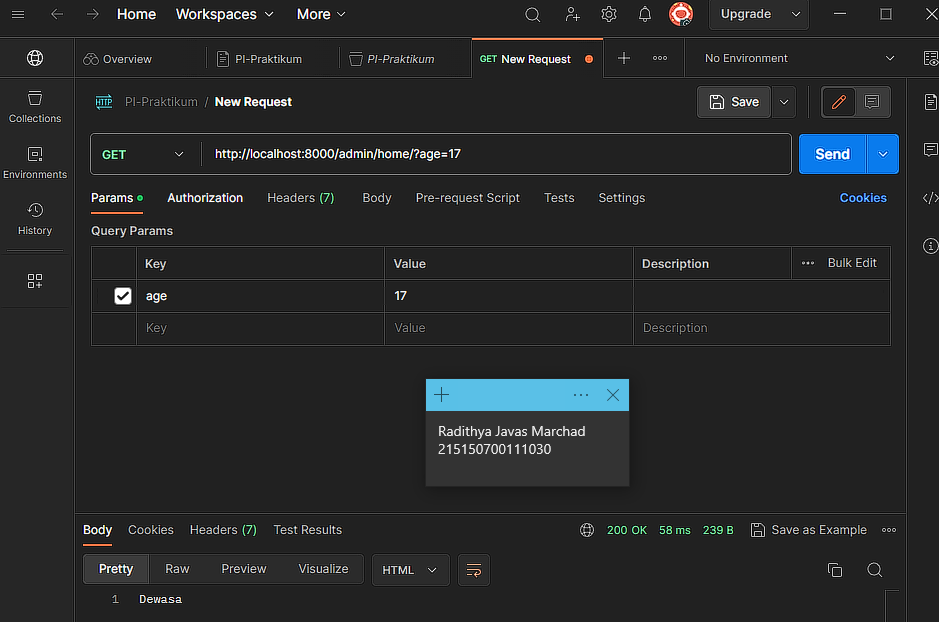 Home Workspaces More Upgrade
Overview PI-Praktikum PI-Praktikum GET New Request No Environment
HTTP PI-Praktikum / New Request Save
Collections
Environments
History
GET http://localhost:8000/admin/home/?age=17 Send
Params Authorization Headers (7) Body Pre-request Script Tests Settings Cookies
Query Params
Key Value Description ··· Bulk Edit
age 17
Key Value Description
Radithya Javas Marchad
215150700111030
Body Cookies Headers (7) Test Results 200 OK 58 ms 239 B Save as Example
Pretty Raw Preview Visualize HTML
1 Dewasa